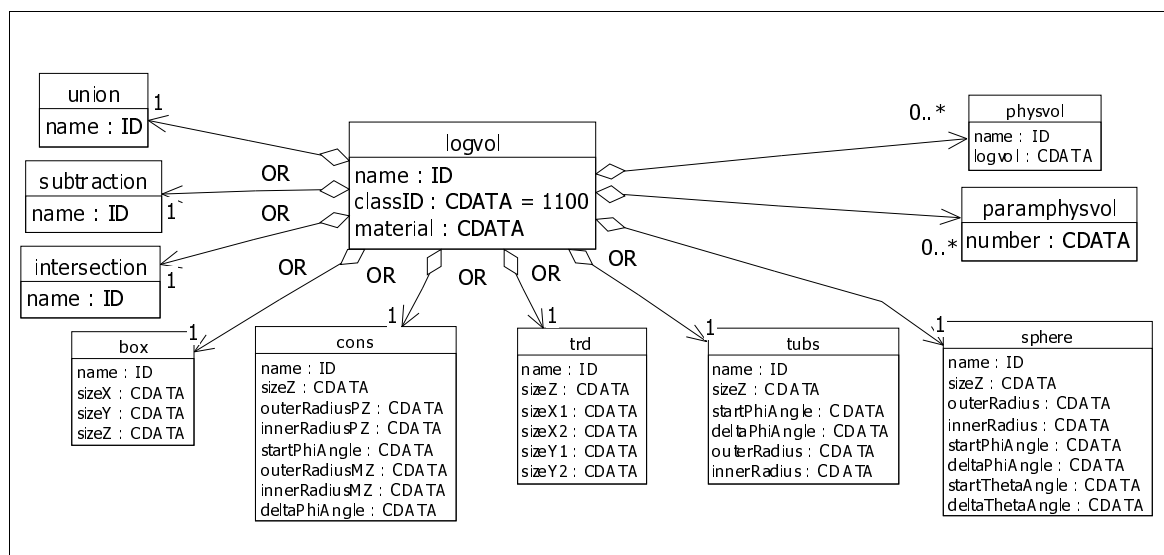 union
name : ID
1
subtraction
name : ID
1`
intersection
name : ID
1`
OR
OR
logvol
name : ID
classID : CDATA = 1100
material : CDATA
0..*
physvol
name : ID
logvol : CDATA
paramphysvol
number : CDATA
0..*
OR
OR
OR
OR
OR
1
box
name : ID
sizeX : CDATA
sizeY : CDATA
sizeZ : CDATA
1
cons
name : ID
sizeZ : CDATA
outerRadiusPZ : CDATA
innerRadiusPZ : CDATA
startPhiAngle : CDATA
outerRadiusMZ : CDATA
innerRadiusMZ : CDATA
deltaPhiAngle : CDATA
1
trd
name : ID
sizeZ : CDATA
sizeX1 : CDATA
sizeX2 : CDATA
sizeY1 : CDATA
sizeY2 : CDATA
1
tubs
name : ID
sizeZ : CDATA
startPhiAngle : CDATA
deltaPhiAngle : CDATA
outerRadius : CDATA
innerRadius : CDATA
1
sphere
name : ID
sizeZ : CDATA
outerRadius : CDATA
innerRadius : CDATA
startPhiAngle : CDATA
deltaPhiAngle : CDATA
startThetaAngle : CDATA
deltaThetaAngle : CDATA